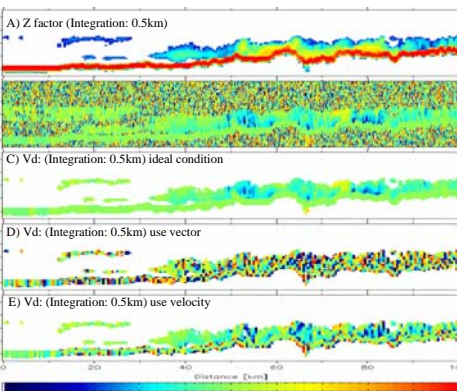 A) Z factor (Integration: 0.5km)
C) Vd: (Integration: 0.5km) ideal condition
D) Vd: (Integration: 0.5km) use vector
E) Vd: (Integration: 0.5km) use velocity
0 20 40 60 80
Distance [km]